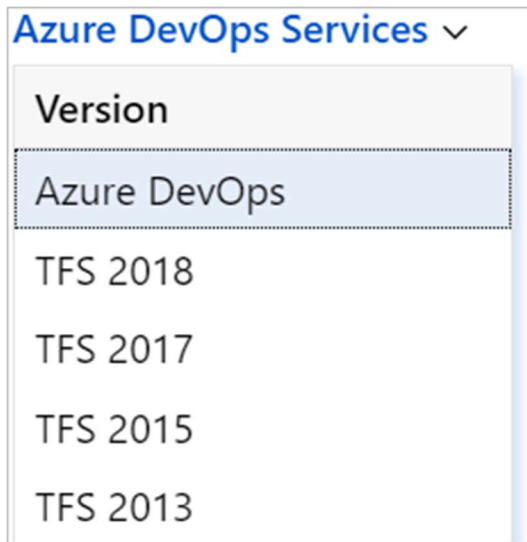 Azure DevOps Services
Version
Azure DevOps
TFS 2018
TFS 2017
TFS 2015
TFS 2013